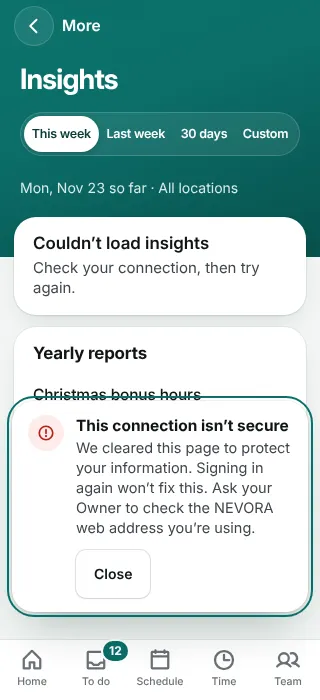 More
Insights
This week
Last week
30 days
Custom
Mon, Nov 23 so far · All locations
Couldn’t load insights
Check your connection, then try
again.
Yearly reports
Christmas bonus hours
This connection isn’t secure
We cleared this page to protect
your information. Signing in
again won’t fix this. Ask your
Owner to check the NEVORA
web address you’re using.
Close
12
Home
To do
Schedule
Time
Team